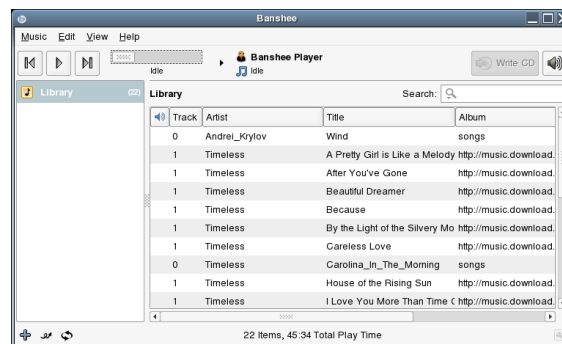 Banshee
Music Edit View Help
Idle
Banshee Player
Idle
Write CD
Library (22)
Library
Search:
Track Artist Title Album
0 Andrei_Krylov Wind songs
1 Timeless A Pretty Girl is Like a Melody http://music.download.
1 Timeless After You've Gone http://music.download.
1 Timeless Beautiful Dreamer http://music.download.
1 Timeless Because http://music.download.
1 Timeless By the Light of the Silvery Mo http://music.download.
1 Timeless Careless Love http://music.download.
0 Timeless Carolina_In_The_Morning songs
1 Timeless House of the Rising Sun http://music.download.
1 Timeless I Love You More Than Time C http://music.download.
22 Items, 45:34 Total Play Time